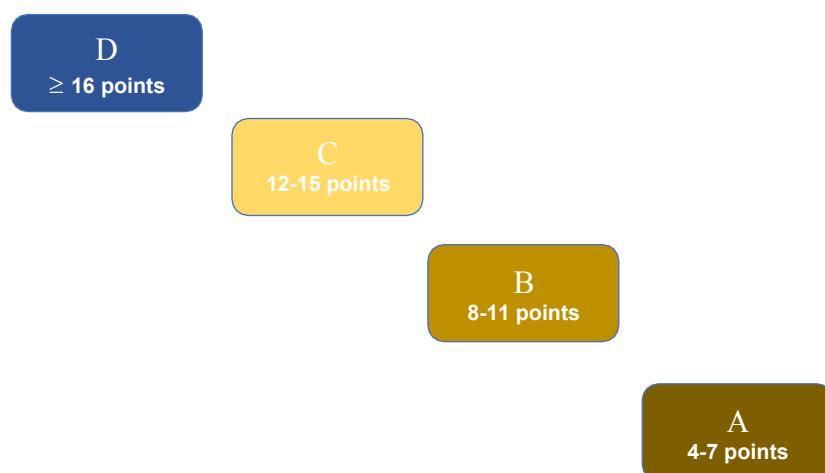 D
≥ 16 points
C
12-15 points
B
8-11 points
A
4-7 points